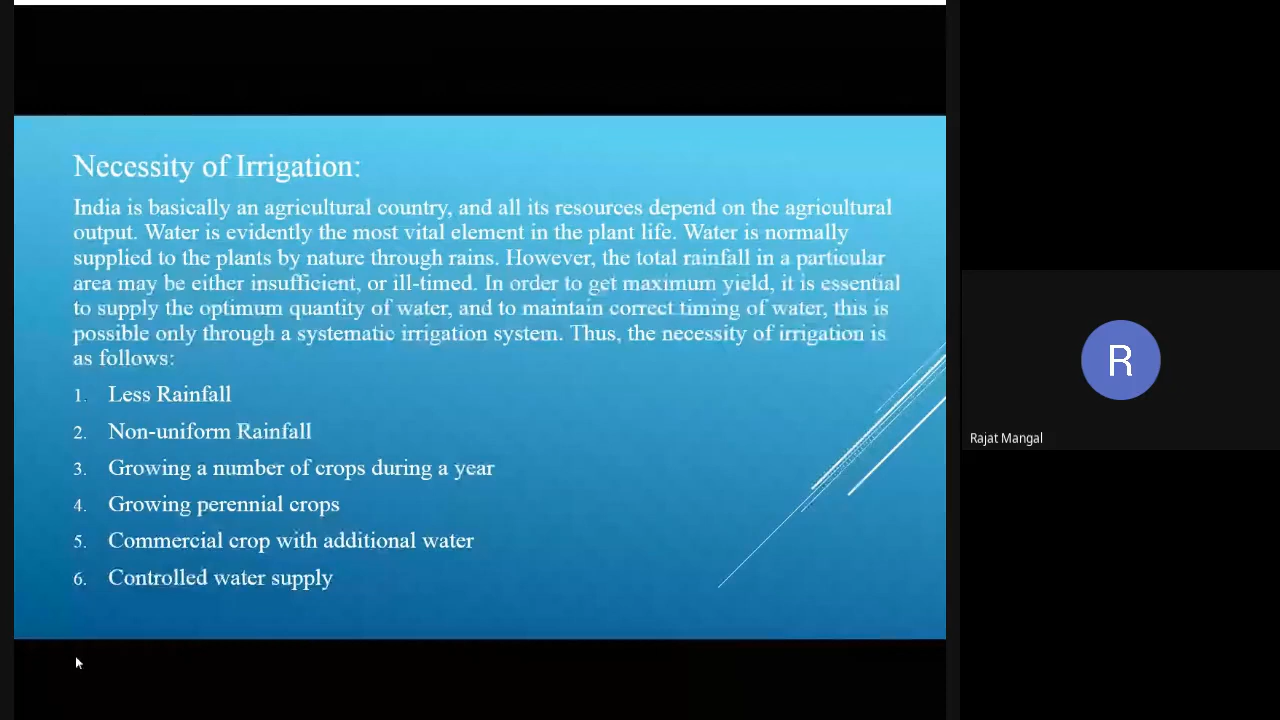 Necessity of Irrigation:
India is basically an agricultural country, and all its resources depend on the agricultural
output. Water is evidently the most vital element in the plant life. Water is normally
supplied to the plants by nature through rains. However, the total rainfall in a particular
area may be either insufficient, or ill-timed. In order to get maximum yield, it is essential
to supply the optimum quantity of water, and to maintain correct timing of water, this is
possible only through a systematic irrigation system. Thus, the necessity of irrigation is
as follows:
1. Less Rainfall
2. Non-uniform Rainfall
3. Growing a number of crops during a year
4. Growing perennial crops
5. Commercial crop with additional water
6. Controlled water supply
R
Rajat Mangal